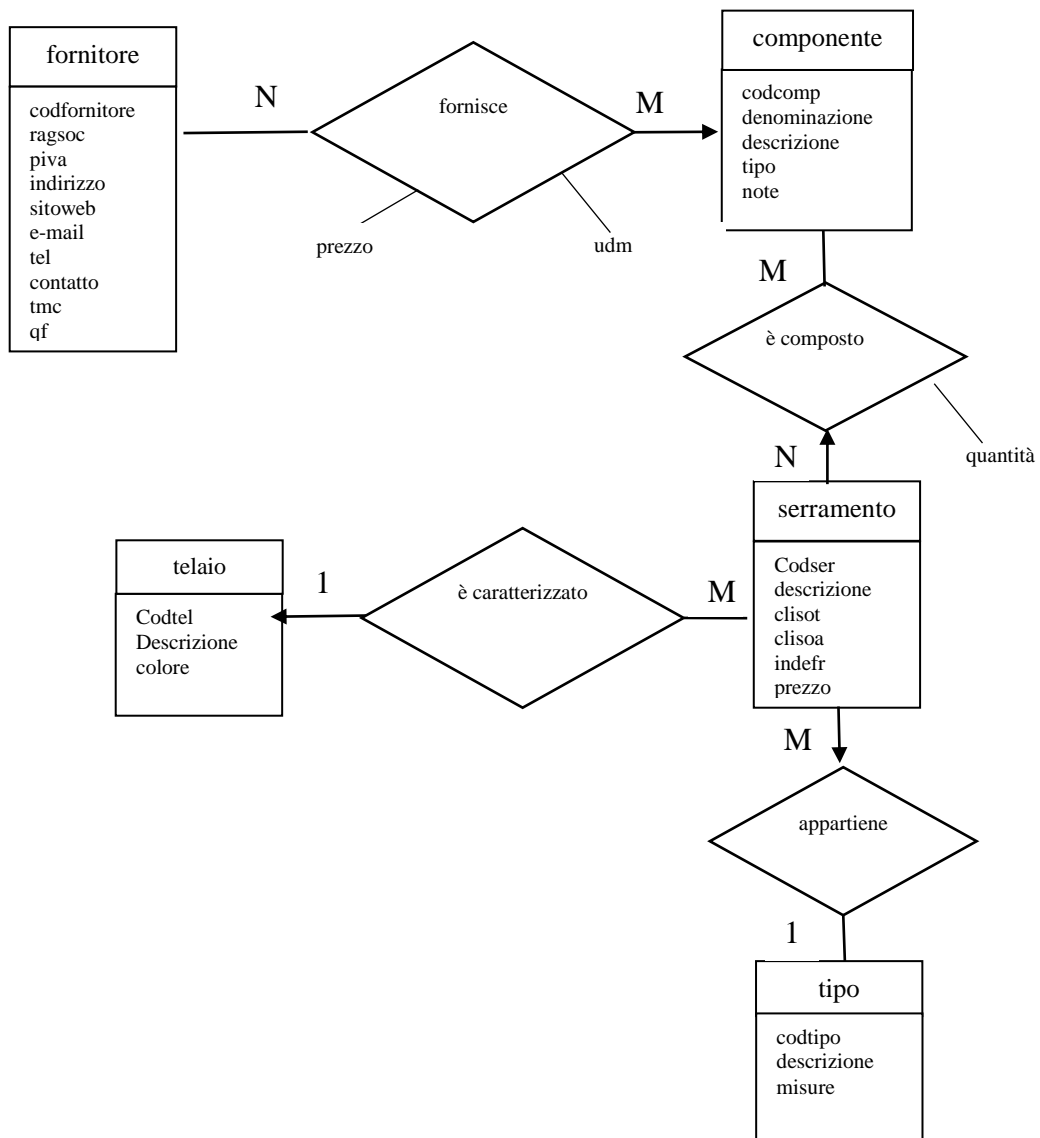 fornitore
codfornitore
ragsoc
piva
indirizzo
sitoweb
e-mail
tel
contatto
tmc
qf
N
fornisce
M
prezzo
udm
componente
codcomp
denominazione
descrizione
tipo
note
M
è composto
quantità
N
serramento
Codser
descrizione
clisot
clisoa
indefr
prezzo
M
è caratterizzato
1
telaio
Codtel
Descrizione
colore
M
appartiene
1
tipo
codtipo
descrizione
misure